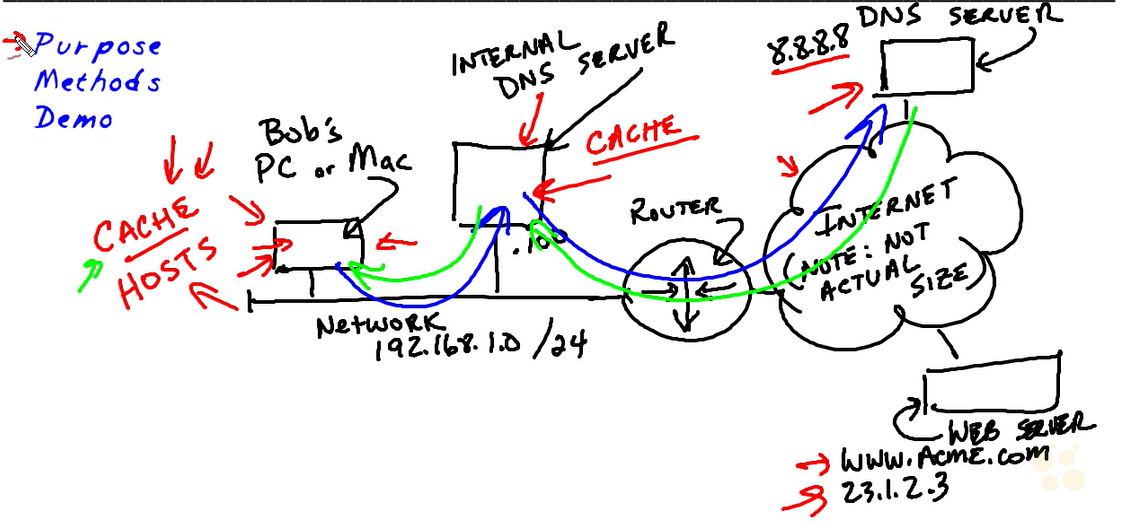 Purpose
Methods
Demo
INTERNAL
DNS SERVER
CACHE
Bob's
PC or Mac
CACHE
HOSTS
.100
Network
192.168.1.0 /24
ROUTER
8.8.8.8
DNS SERVER
INTERNET
(NOTE: NOT
ACTUAL
SIZE)
WEB SERVER
WWW.Acme.com
23.1.2.3